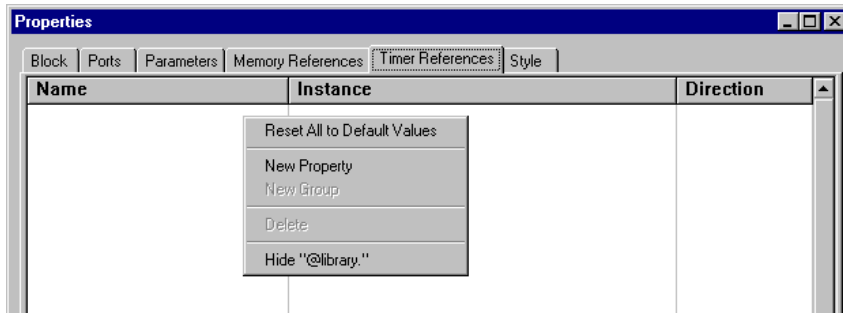 Properties
Block Ports Parameters Memory References Timer References Style
Name Instance Direction
Reset All to Default Values
New Property
New Group
Delete
Hide "@library."